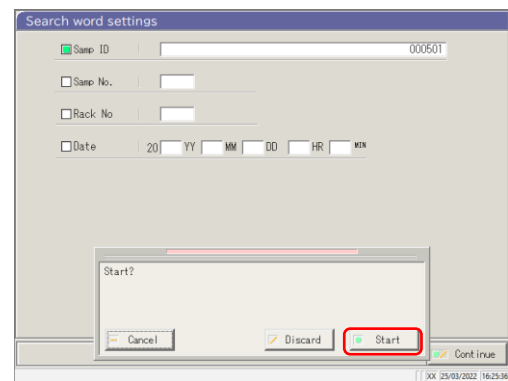 Search word settings
Samp ID 000501
Samp No.
Rack No
Date 20 YY MM DD HR MIN
Start?
Cancel Discard Start
Continue
XX 25/03/2022 16:25:36